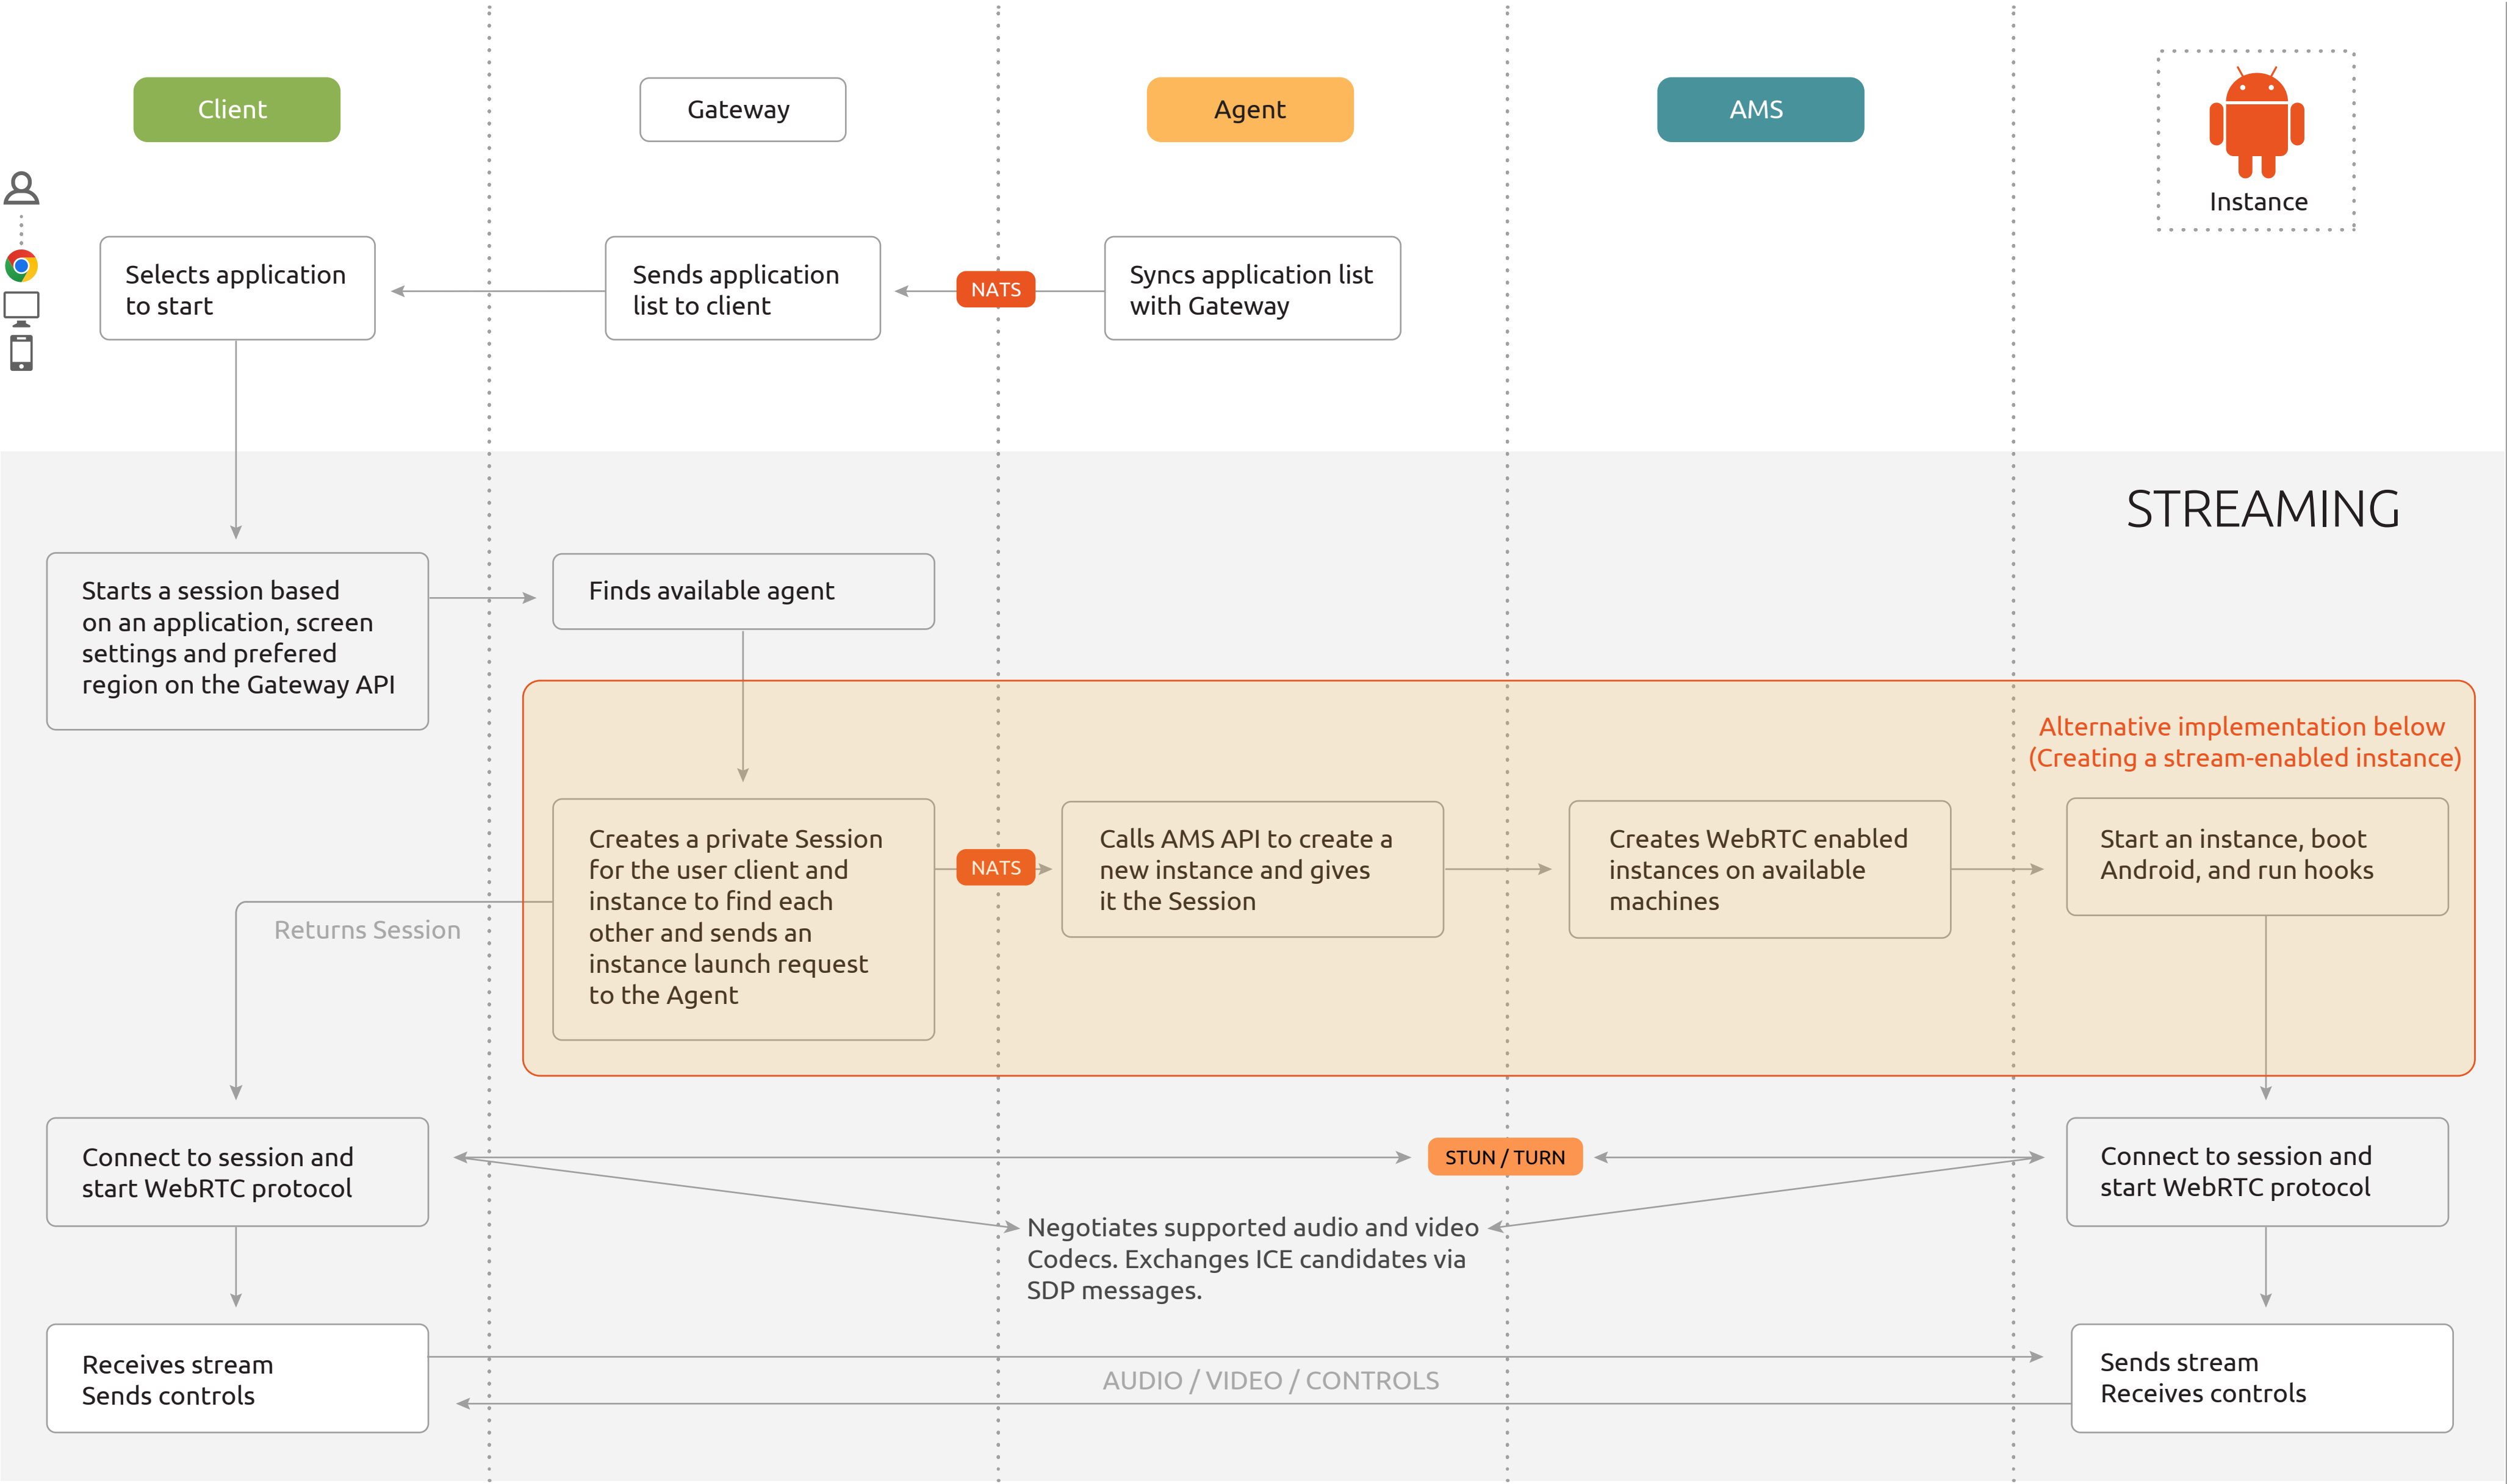 Client
Gateway
Agent
AMS
Instance
Selects application
to start
Sends application
list to client
NATS
Syncs application list
with Gateway
STREAMING
Starts a session based
on an application, screen
settings and prefered
region on the Gateway API
Finds available agent
Alternative implementation below
(Creating a stream-enabled instance)
Creates a private Session
for the user client and
instance to find each
other and sends an
instance launch request
to the Agent
NATS
Calls AMS API to create a
new instance and gives
it the Session
Creates WebRTC enabled
instances on available
machines
Start an instance, boot
Android, and run hooks
Returns Session
Connect to session and
start WebRTC protocol
STUN / TURN
Connect to session and
start WebRTC protocol
Negotiates supported audio and video
Codecs. Exchanges ICE candidates via
SDP messages.
Receives stream
Sends controls
AUDIO / VIDEO / CONTROLS
Sends stream
Receives controls